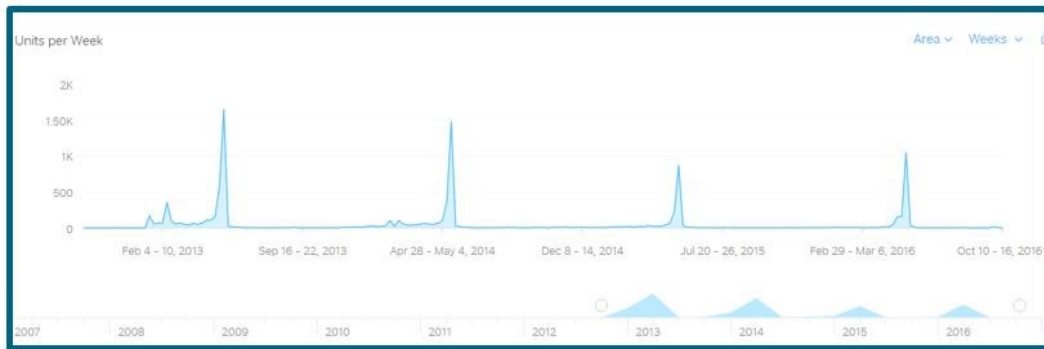 Units per Week
Area Weeks
2K
1.50K
1K
500
0
Feb 4 - 10, 2013 Sep 16 - 22, 2013 Apr 28 - May 4, 2014 Dec 8 - 14, 2014 Jul 20 - 26, 2015 Feb 29 - Mar 6, 2016 Oct 10 - 16, 2016
2007 2008 2009 2010 2011 2012 2013 2014 2015 2016